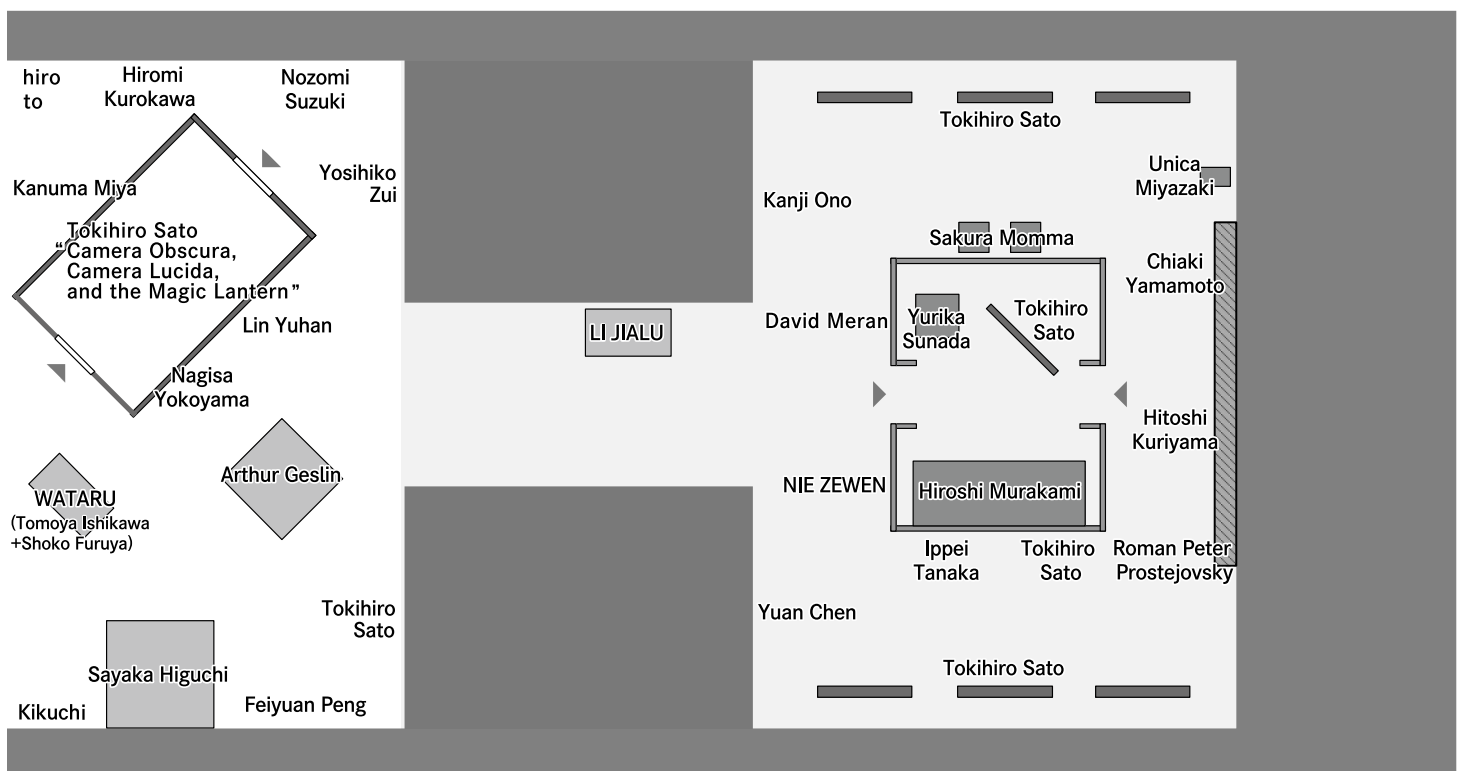 hiro
to
Hiromi
Kurokawa
Nozomi
Suzuki
Yosihiko
Zui
Kanuma Miya
Tokihiro Sato
“Camera Obscura,
Camera Lucida,
and the Magic Lantern”
Lin Yuhan
Nagisa
Yokoyama
Arthur Geslin
WATARU
(Tomoya Ishikawa
+Shoko Furuya)
Tokihiro
Sato
Sayaka Higuchi
Kikuchi
Feiyuan Peng
LI JIALU
Tokihiro Sato
Unica
Miyazaki
Kanji Ono
Sakura Momma
Chiaki
Yamamoto
David Meran
Yurika
Sunada
Tokihiro
Sato
Hitoshi
Kuriyama
NIE ZEWEN
Hiroshi Murakami
Ippei
Tanaka
Tokihiro
Sato
Roman Peter
Prostejovsky
Yuan Chen
Tokihiro Sato